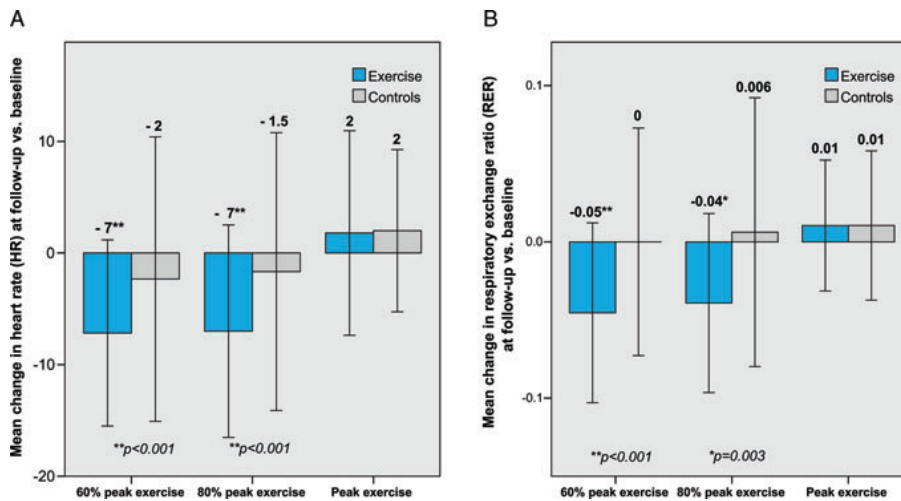 A
Mean change in heart rate (HR) at follow-up vs. baseline
10
0
-10
-20
Exercise
Controls
- 7**
- 2
- 7**
- 1.5
2
2
**p<0.001
**p<0.001
60% peak exercise
80% peak exercise
Peak exercise
B
Mean change in respiratory exchange ratio (RER)
at follow-up vs. baseline
0.1
0.0
-0.1
Exercise
Controls
-0.05**
0
-0.04*
0.006
0.01
0.01
**p<0.001
*p=0.003
60% peak exercise
80% peak exercise
Peak exercise